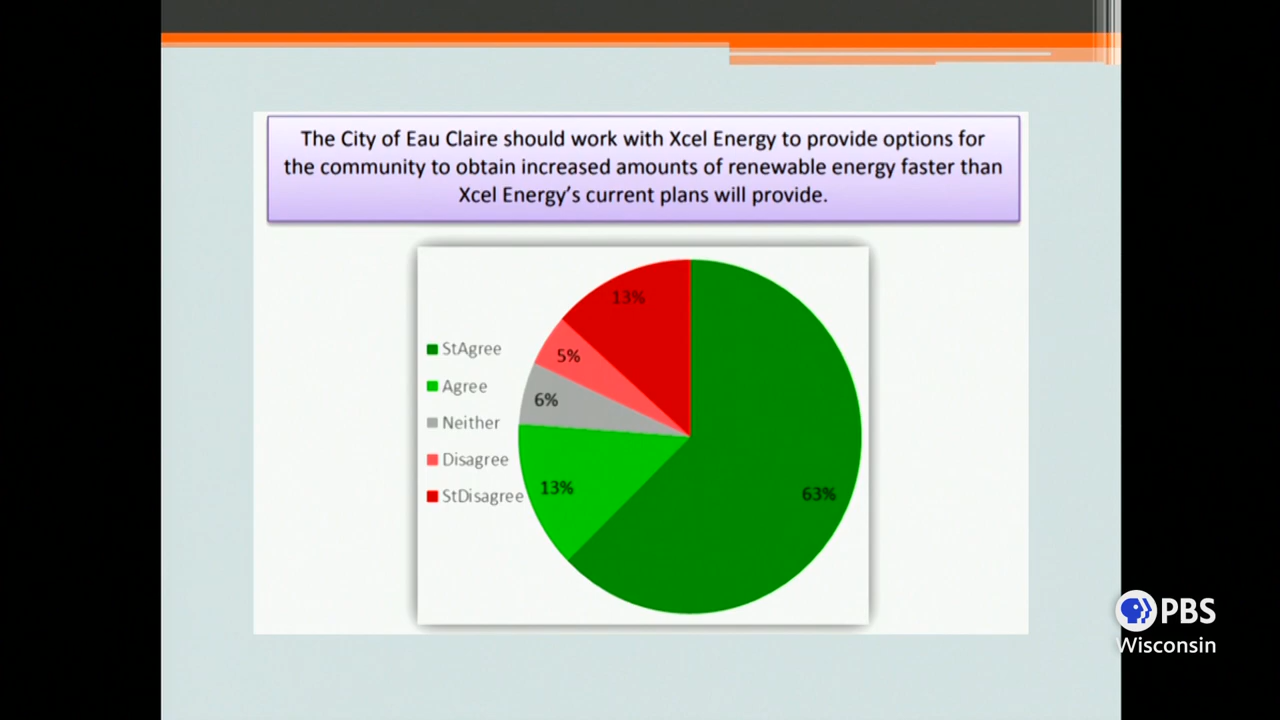 The City of Eau Claire should work with Xcel Energy to provide options for
the community to obtain increased amounts of renewable energy faster than
Xcel Energy’s current plans will provide.
13%
5%
6%
13%
63%
StAgree
Agree
Neither
Disagree
StDisagree
PBS
Wisconsin